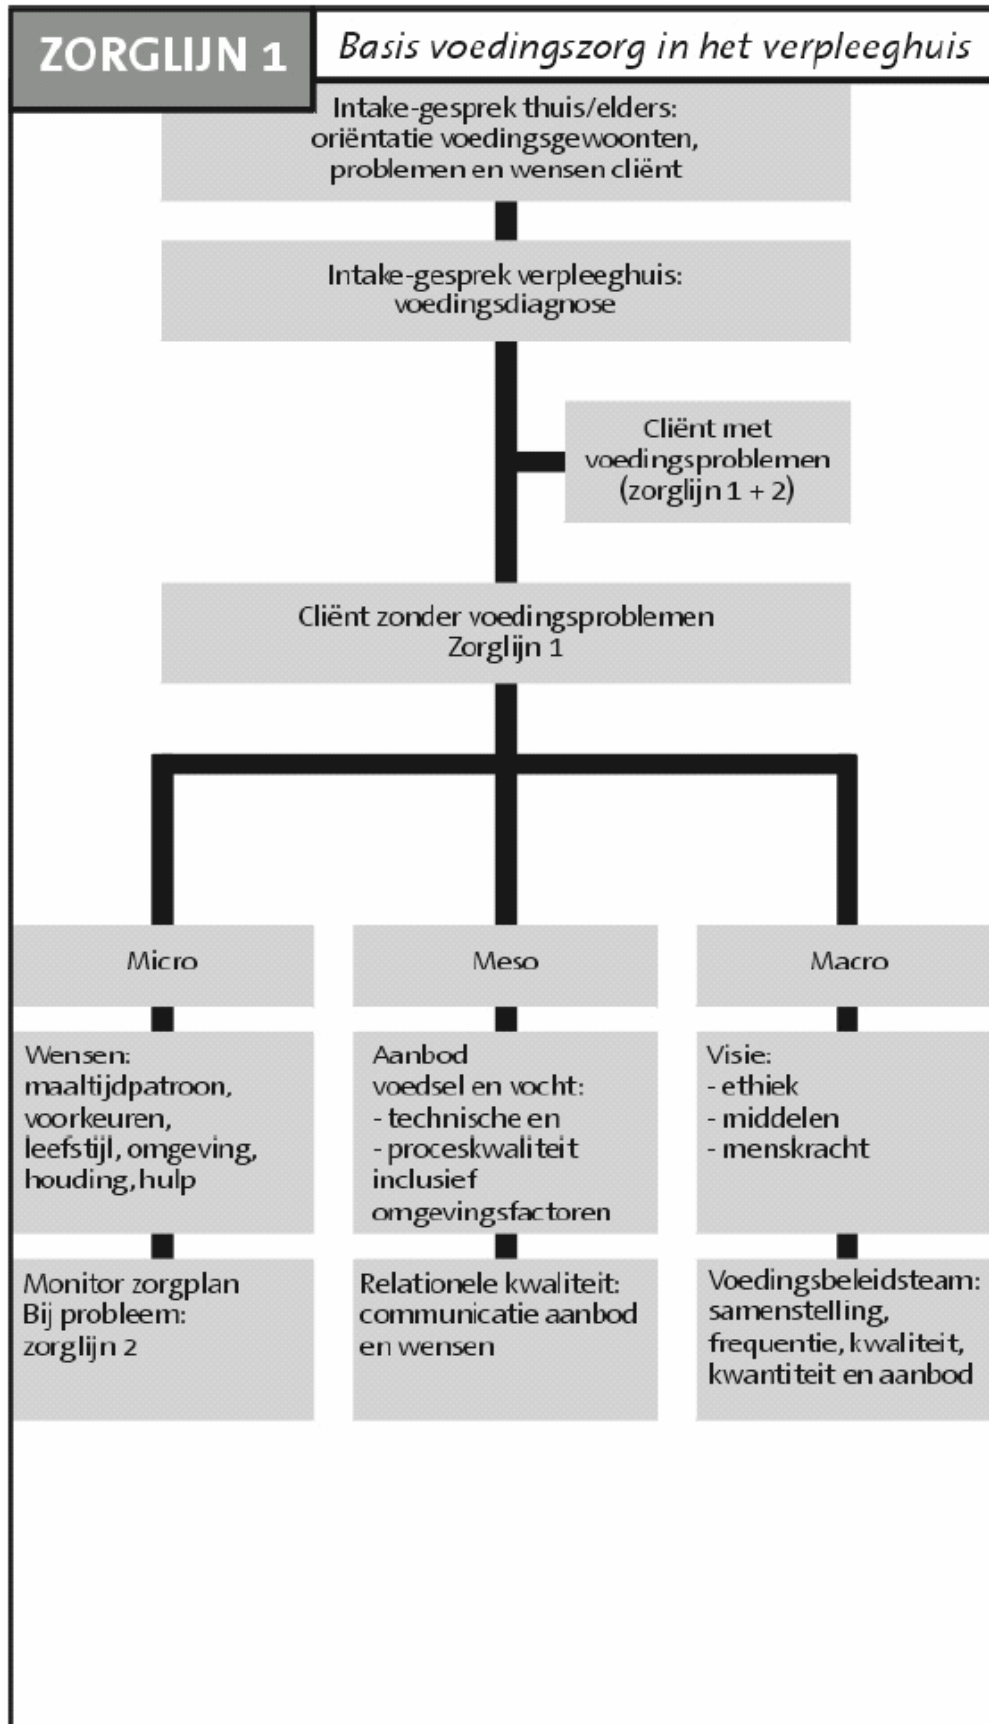 ZORGLIJN 1
Basis voedingszorg in het verpleeghuis
Intake-gesprek thuis/elders:
oriëntatie voedingsgewoonten,
problemen en wensen cliënt
Intake-gesprek verpleeghuis:
voedingsdiagnose
Cliënt met
voedingsproblemen
(zorglijn 1 + 2)
Cliënt zonder voedingsproblemen
Zorglijn 1
Micro
Meso
Macro
Wensen:
maaltijdpatroon,
voorkeuren,
leefstijl, omgeving,
houding, hulp
Aanbod
voedsel en vocht:
- technische en
- proceskwaliteit
inclusief
omgevingsfactoren
Visie:
- ethiek
- middelen
- menskracht
Monitor zorgplan
Bij probleem:
zorglijn 2
Relationele kwaliteit:
communicatie aanbod
en wensen
Voedingsbeleidsteam:
samenstelling,
frequentie, kwaliteit,
kwantiteit en aanbod